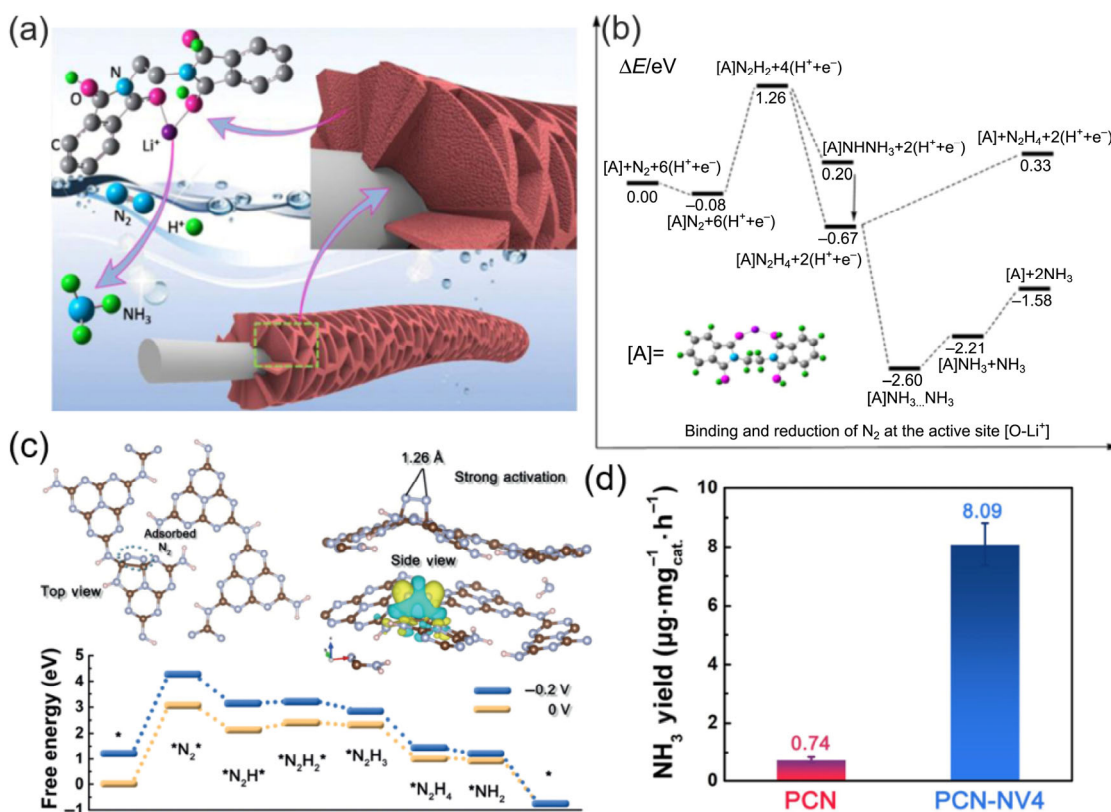 (a)
N
O
C
Li⁺
N₂
H⁺
NH₃
(b)
ΔE/eV
[A]N₂H₂+4(H⁺+e⁻)
1.26
[A]NHNH₃+2(H⁺+e⁻)
0.20
[A]+N₂H₄+2(H⁺+e⁻)
0.33
[A]+N₂+6(H⁺+e⁻)
0.00
−0.08
[A]N₂+6(H⁺+e⁻)
−0.67
[A]N₂H₄+2(H⁺+e⁻)
[A]+2NH₃
−1.58
−2.21
[A]NH₃+NH₃
−2.60
[A]NH₃...NH₃
[A]=
Binding and reduction of N₂ at the active site [O-Li⁺]
(c)
Adsorbed
N₂
Top view
1.26 Å
Strong activation
Side view
Free energy (eV)
5
4
3
2
1
0
−1
−0.2 V
0 V
*
*N₂*
*N₂H*
*N₂H₂*
*N₂H₃
*N₂H₄
*NH₂
*
(d)
NH₃ yield (μg·mg⁻¹cat.·h⁻¹)
10
8
6
4
2
0
0.74
8.09
PCN
PCN-NV4